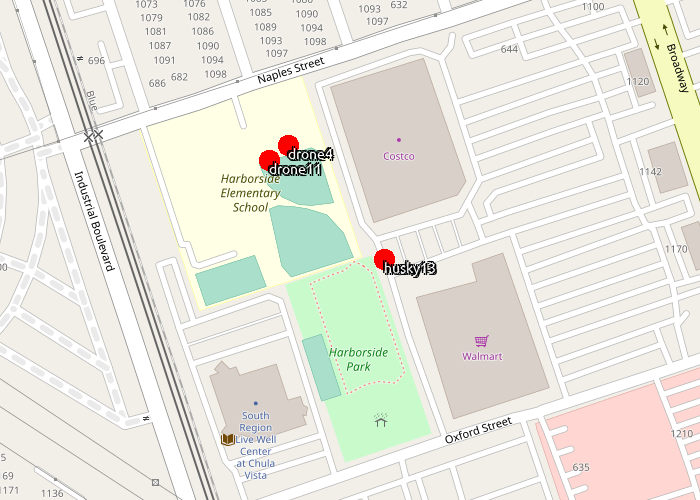 1073
1079
1081
1087
1091
1076
1082
1086
1090
1094
1098
1085
1089
1093
1097
1090
1094
1098
1093
1097
632
1100
644
696
686
682
Naples Street
Broadway
1120
1142
1170
Blue
Costco
drone4
drone11
Harborside
Elementary
School
Industrial Boulevard
husky13
Walmart
Harborside
Park
Oxford Street
South
Region
Live Well
Center
at Chula
Vista
635
1210
169
1171
1136